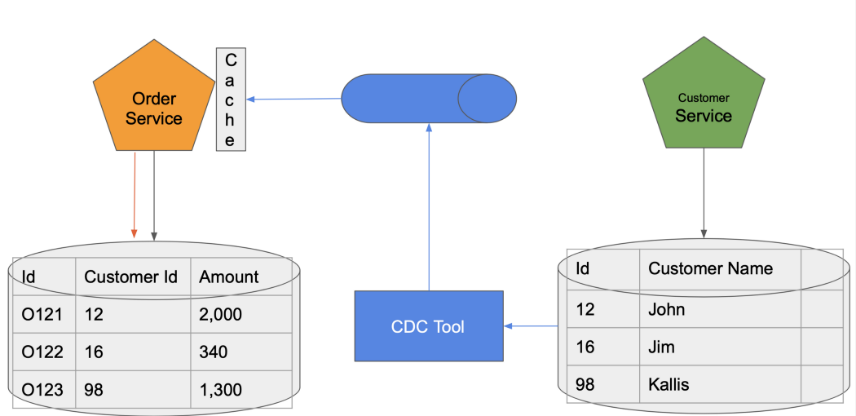 Order
Service
C
a
c
h
e
Customer
Service
Id Customer Id Amount
O121 12 2,000
O122 16 340
O123 98 1,300
CDC Tool
Id Customer Name
12 John
16 Jim
98 Kallis